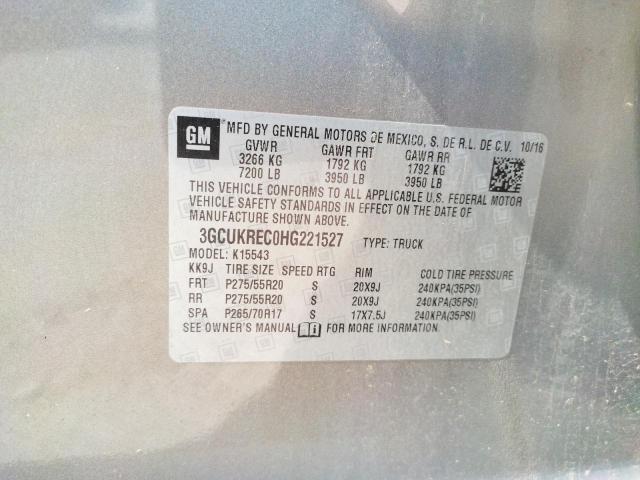 GM
MFD BY GENERAL MOTORS DE MEXICO, S. DE R.L. DE C.V. 10/16
GVWR GAWR FRT GAWR RR
3266 KG 1792 KG 1792 KG
7200 LB 3950 LB 3950 LB
THIS VEHICLE CONFORMS TO ALL APPLICABLE U.S. FEDERAL MOTOR
VEHICLE SAFETY STANDARDS IN EFFECT ON THE DATE OF
MANUFACTURE SHOWN ABOVE.
3GCUKREC0HG221527 TYPE: TRUCK
MODEL: K15543
KK9J TIRE SIZE SPEED RTG RIM COLD TIRE PRESSURE
FRT P275/55R20 S 20X9J 240KPA(35PSI)
RR P275/55R20 S 20X9J 240KPA(35PSI)
SPA P265/70R17 S 17X7.5J 240KPA(35PSI)
SEE OWNER'S MANUAL FOR MORE INFORMATION.